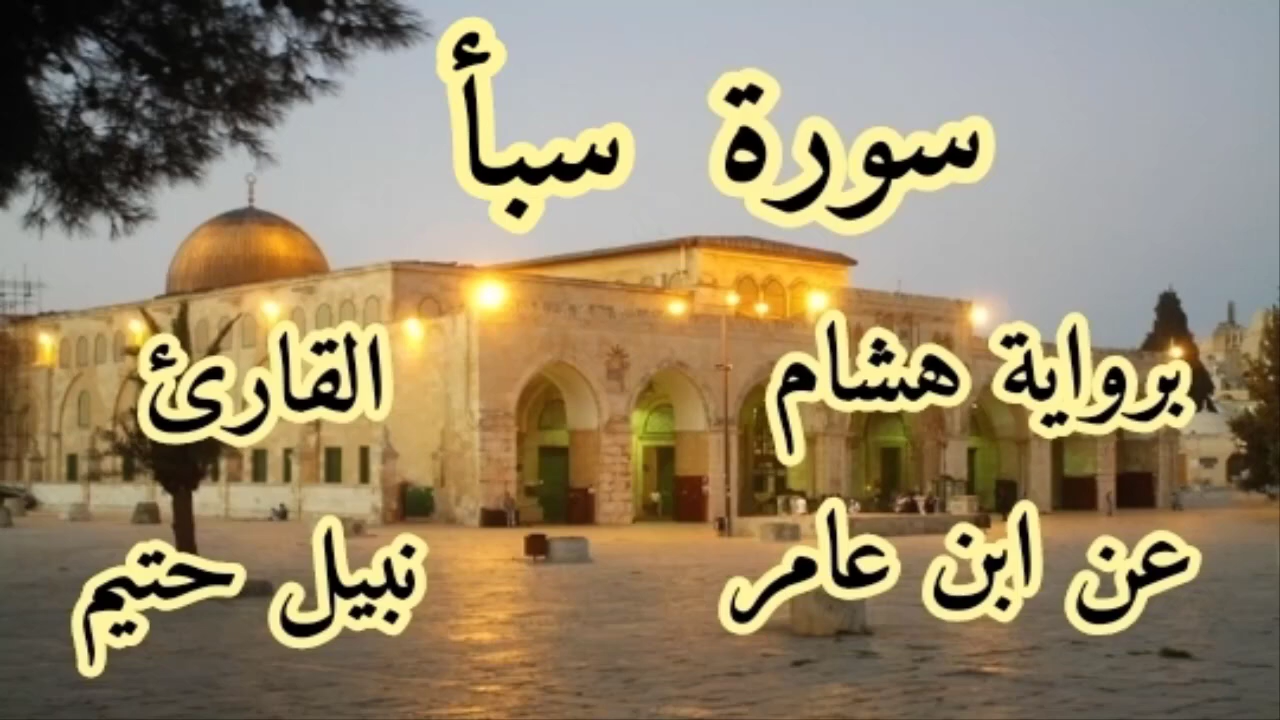 سورة سبأ
برواية هشام
عن ابن عامر
القارئ
نبيل حتيم